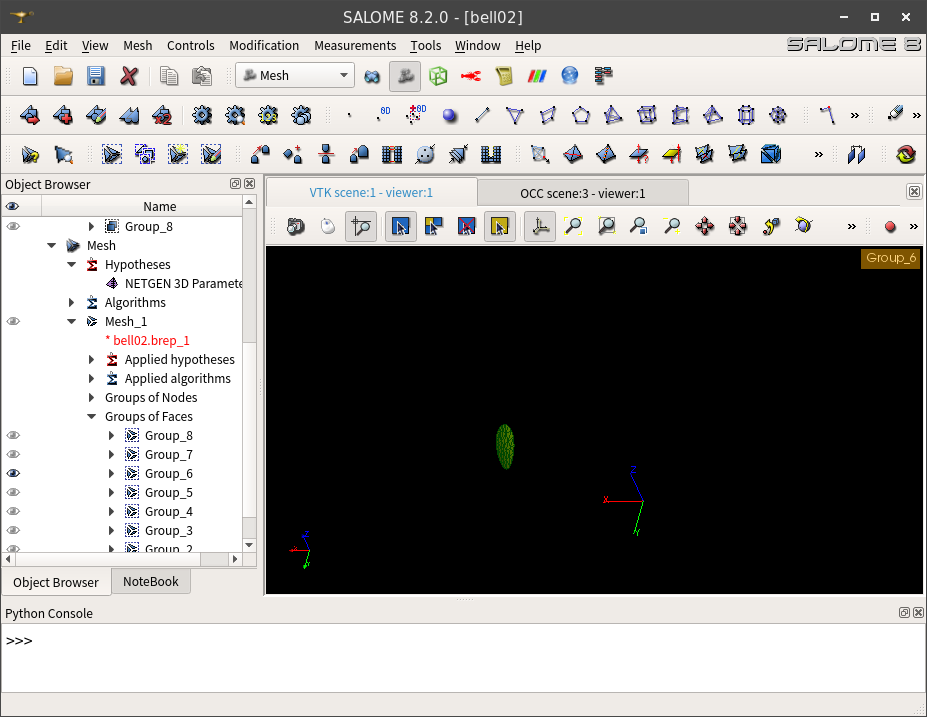 SALOME 8.2.0 - [bell02]
File Edit View Mesh Controls Modification Measurements Tools Window Help
SALOME 8
Mesh
0D
0D
Object Browser
Name
Group_8
Mesh
Hypotheses
NETGEN 3D Paramete
Algorithms
Mesh_1
* bell02.brep_1
Applied hypotheses
Applied algorithms
Groups of Nodes
Groups of Faces
Group_8
Group_7
Group_6
Group_5
Group_4
Group_3
Group_2
Object Browser
NoteBook
VTK scene:1 - viewer:1
OCC scene:3 - viewer:1
Group_6
Z
X
Y
Python Console
>>>